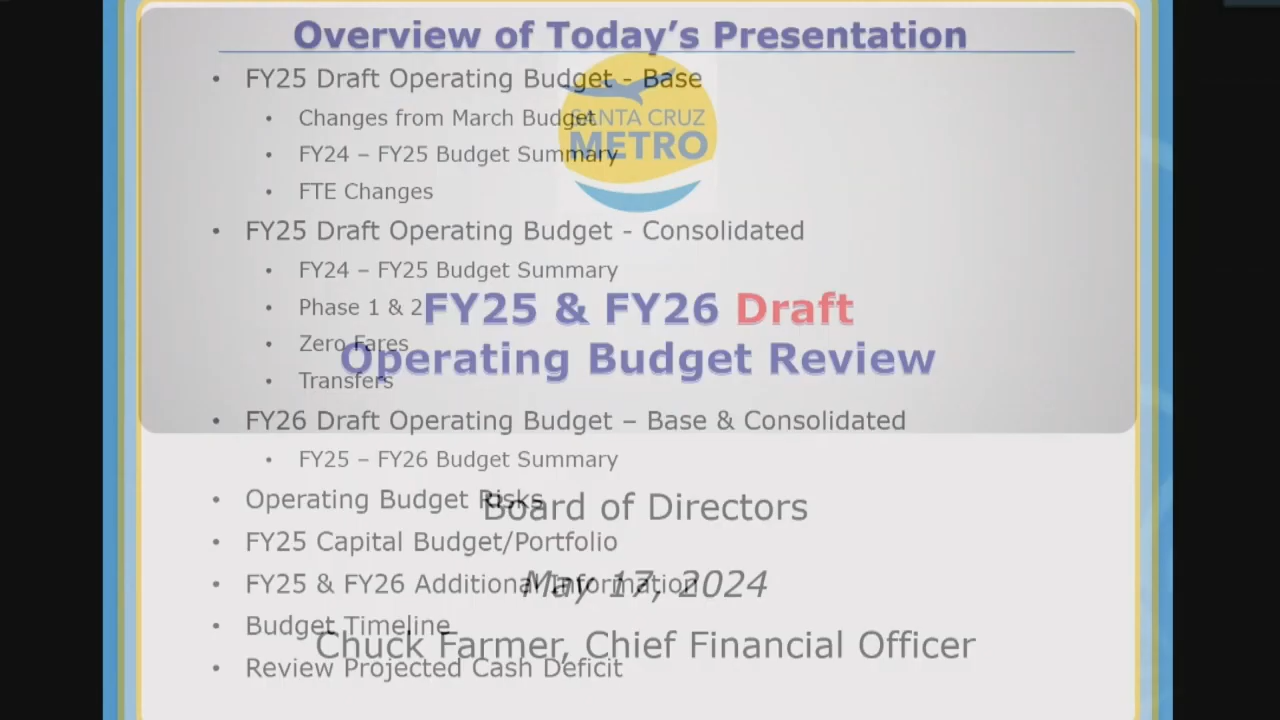 Overview of Today's Presentation
• FY25 Draft Operating Budget - Base
• Changes from March Budget
• FY24 – FY25 Budget Summary
• FTE Changes
• FY25 Draft Operating Budget - Consolidated
• FY24 – FY25 Budget Summary
• Phase 1 & 2
• Zero Fares
• Transfers
• FY26 Draft Operating Budget – Base & Consolidated
• FY25 – FY26 Budget Summary
• Operating Budget Risks
• FY25 Capital Budget/Portfolio
• FY25 & FY26 Additional Information
• Budget Timeline
• Review Projected Cash Deficit
SANTA CRUZ
METRO
FY25 & FY26 Draft
Operating Budget Review
Board of Directors
May 17, 2024
Chuck Farmer, Chief Financial Officer